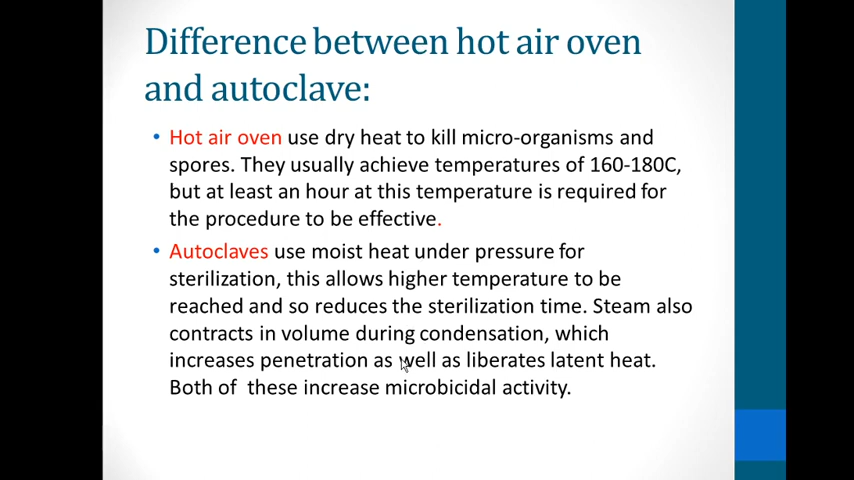 Difference between hot air oven
and autoclave:
• Hot air oven use dry heat to kill micro-organisms and
spores. They usually achieve temperatures of 160-180C,
but at least an hour at this temperature is required for
the procedure to be effective.
• Autoclaves use moist heat under pressure for
sterilization, this allows higher temperature to be
reached and so reduces the sterilization time. Steam also
contracts in volume during condensation, which
increases penetration as well as liberates latent heat.
Both of these increase microbicidal activity.